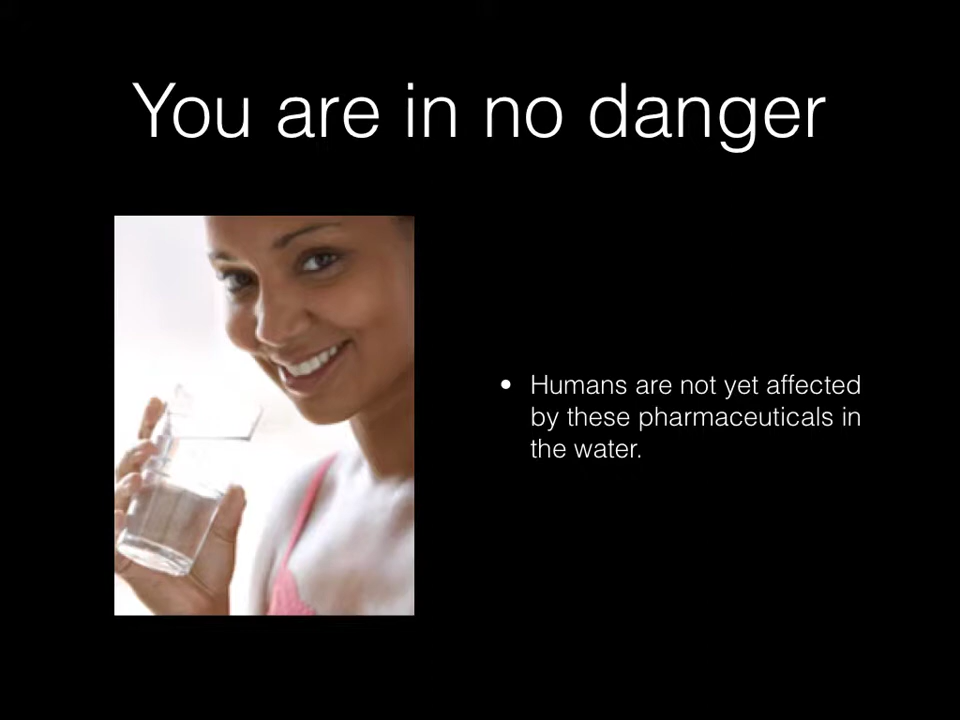 You are in no danger
• Humans are not yet affected
by these pharmaceuticals in
the water.